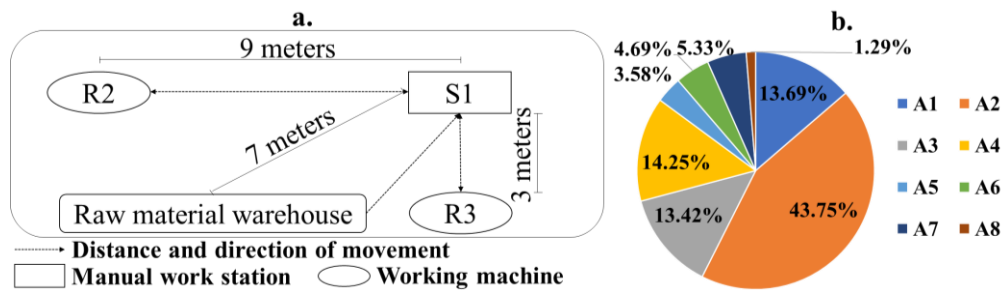 a.
9 meters
R2
S1
7 meters
3 meters
Raw material warehouse
R3
Distance and direction of movement
Manual work station
Working machine
b.
4.69%
5.33%
1.29%
3.58%
13.69%
14.25%
13.42%
43.75%
A1 A2
A3 A4
A5 A6
A7 A8